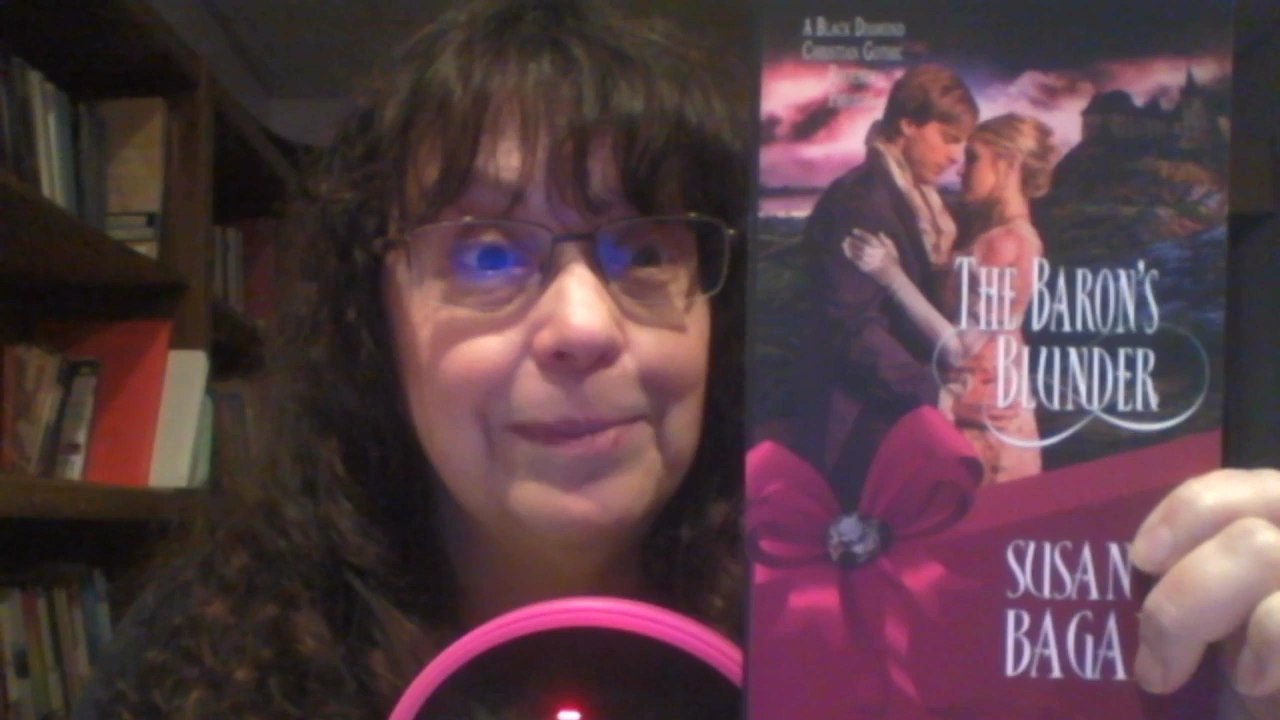 A BLACK DIAMOND
CHRISTIAN GOTHIC
THE BARON'S
BLUNDER
SUSAN
BAGA